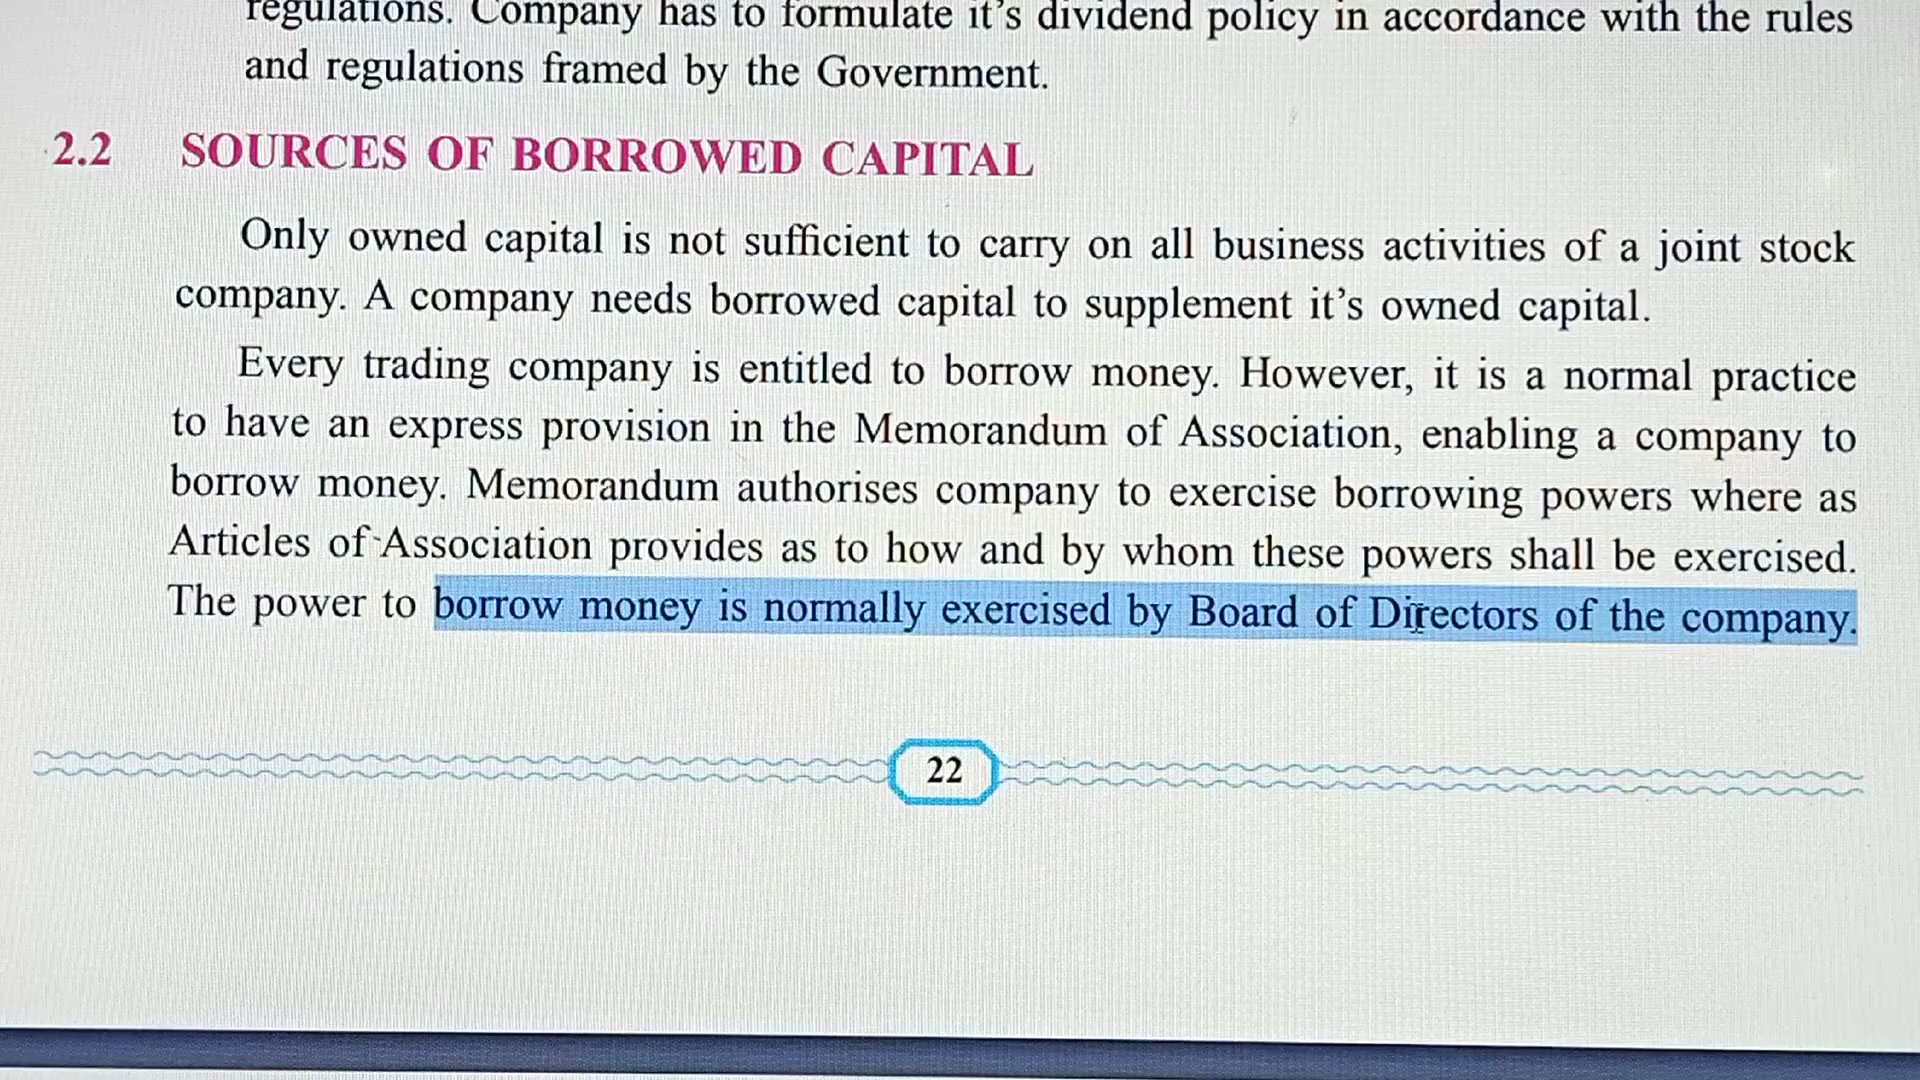 regulations. Company has to formulate it's dividend policy in accordance with the rules
and regulations framed by the Government.
2.2 SOURCES OF BORROWED CAPITAL
Only owned capital is not sufficient to carry on all business activities of a joint stock
company. A company needs borrowed capital to supplement it’s owned capital.
Every trading company is entitled to borrow money. However, it is a normal practice
to have an express provision in the Memorandum of Association, enabling a company to
borrow money. Memorandum authorises company to exercise borrowing powers where as
Articles of Association provides as to how and by whom these powers shall be exercised.
The power to borrow money is normally exercised by Board of Directors of the company.
22